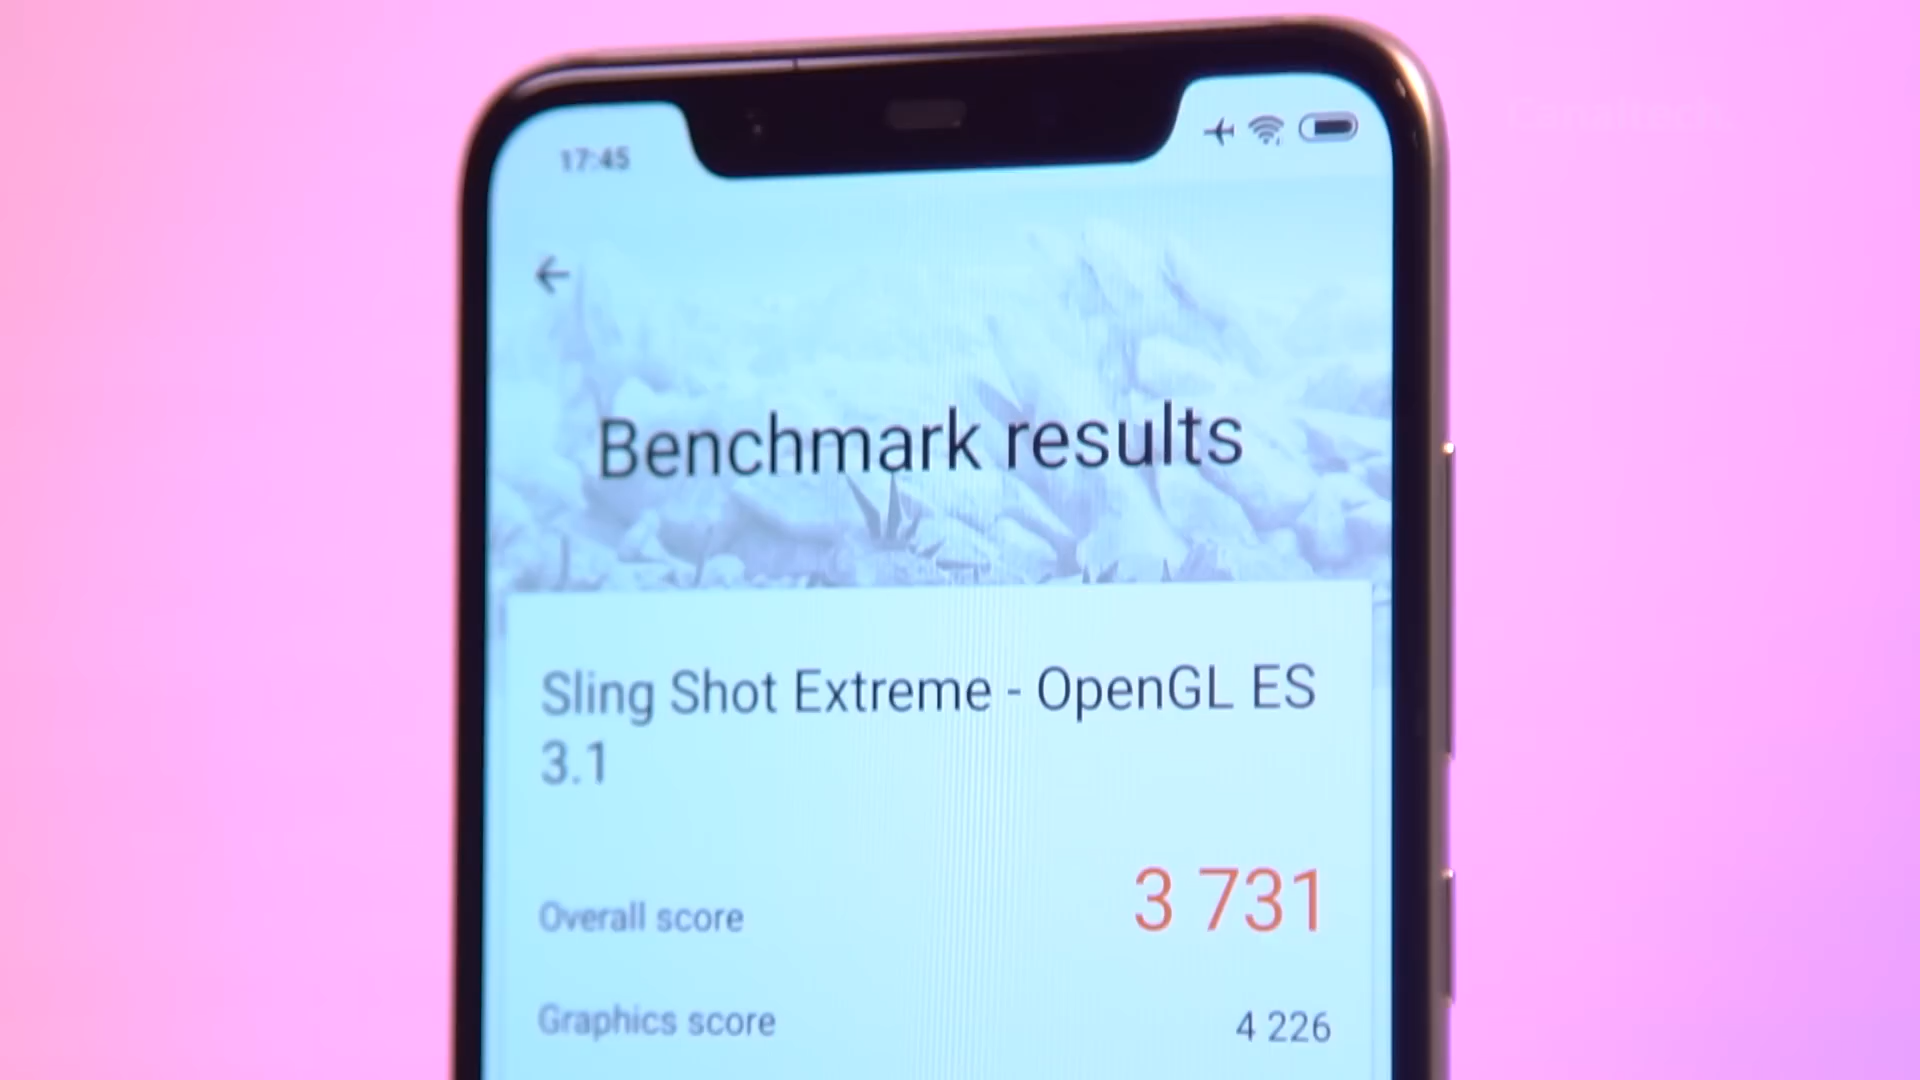 17:45
Benchmark results
Sling Shot Extreme - OpenGL ES
3.1
Overall score
3 731
Graphics score
4 226